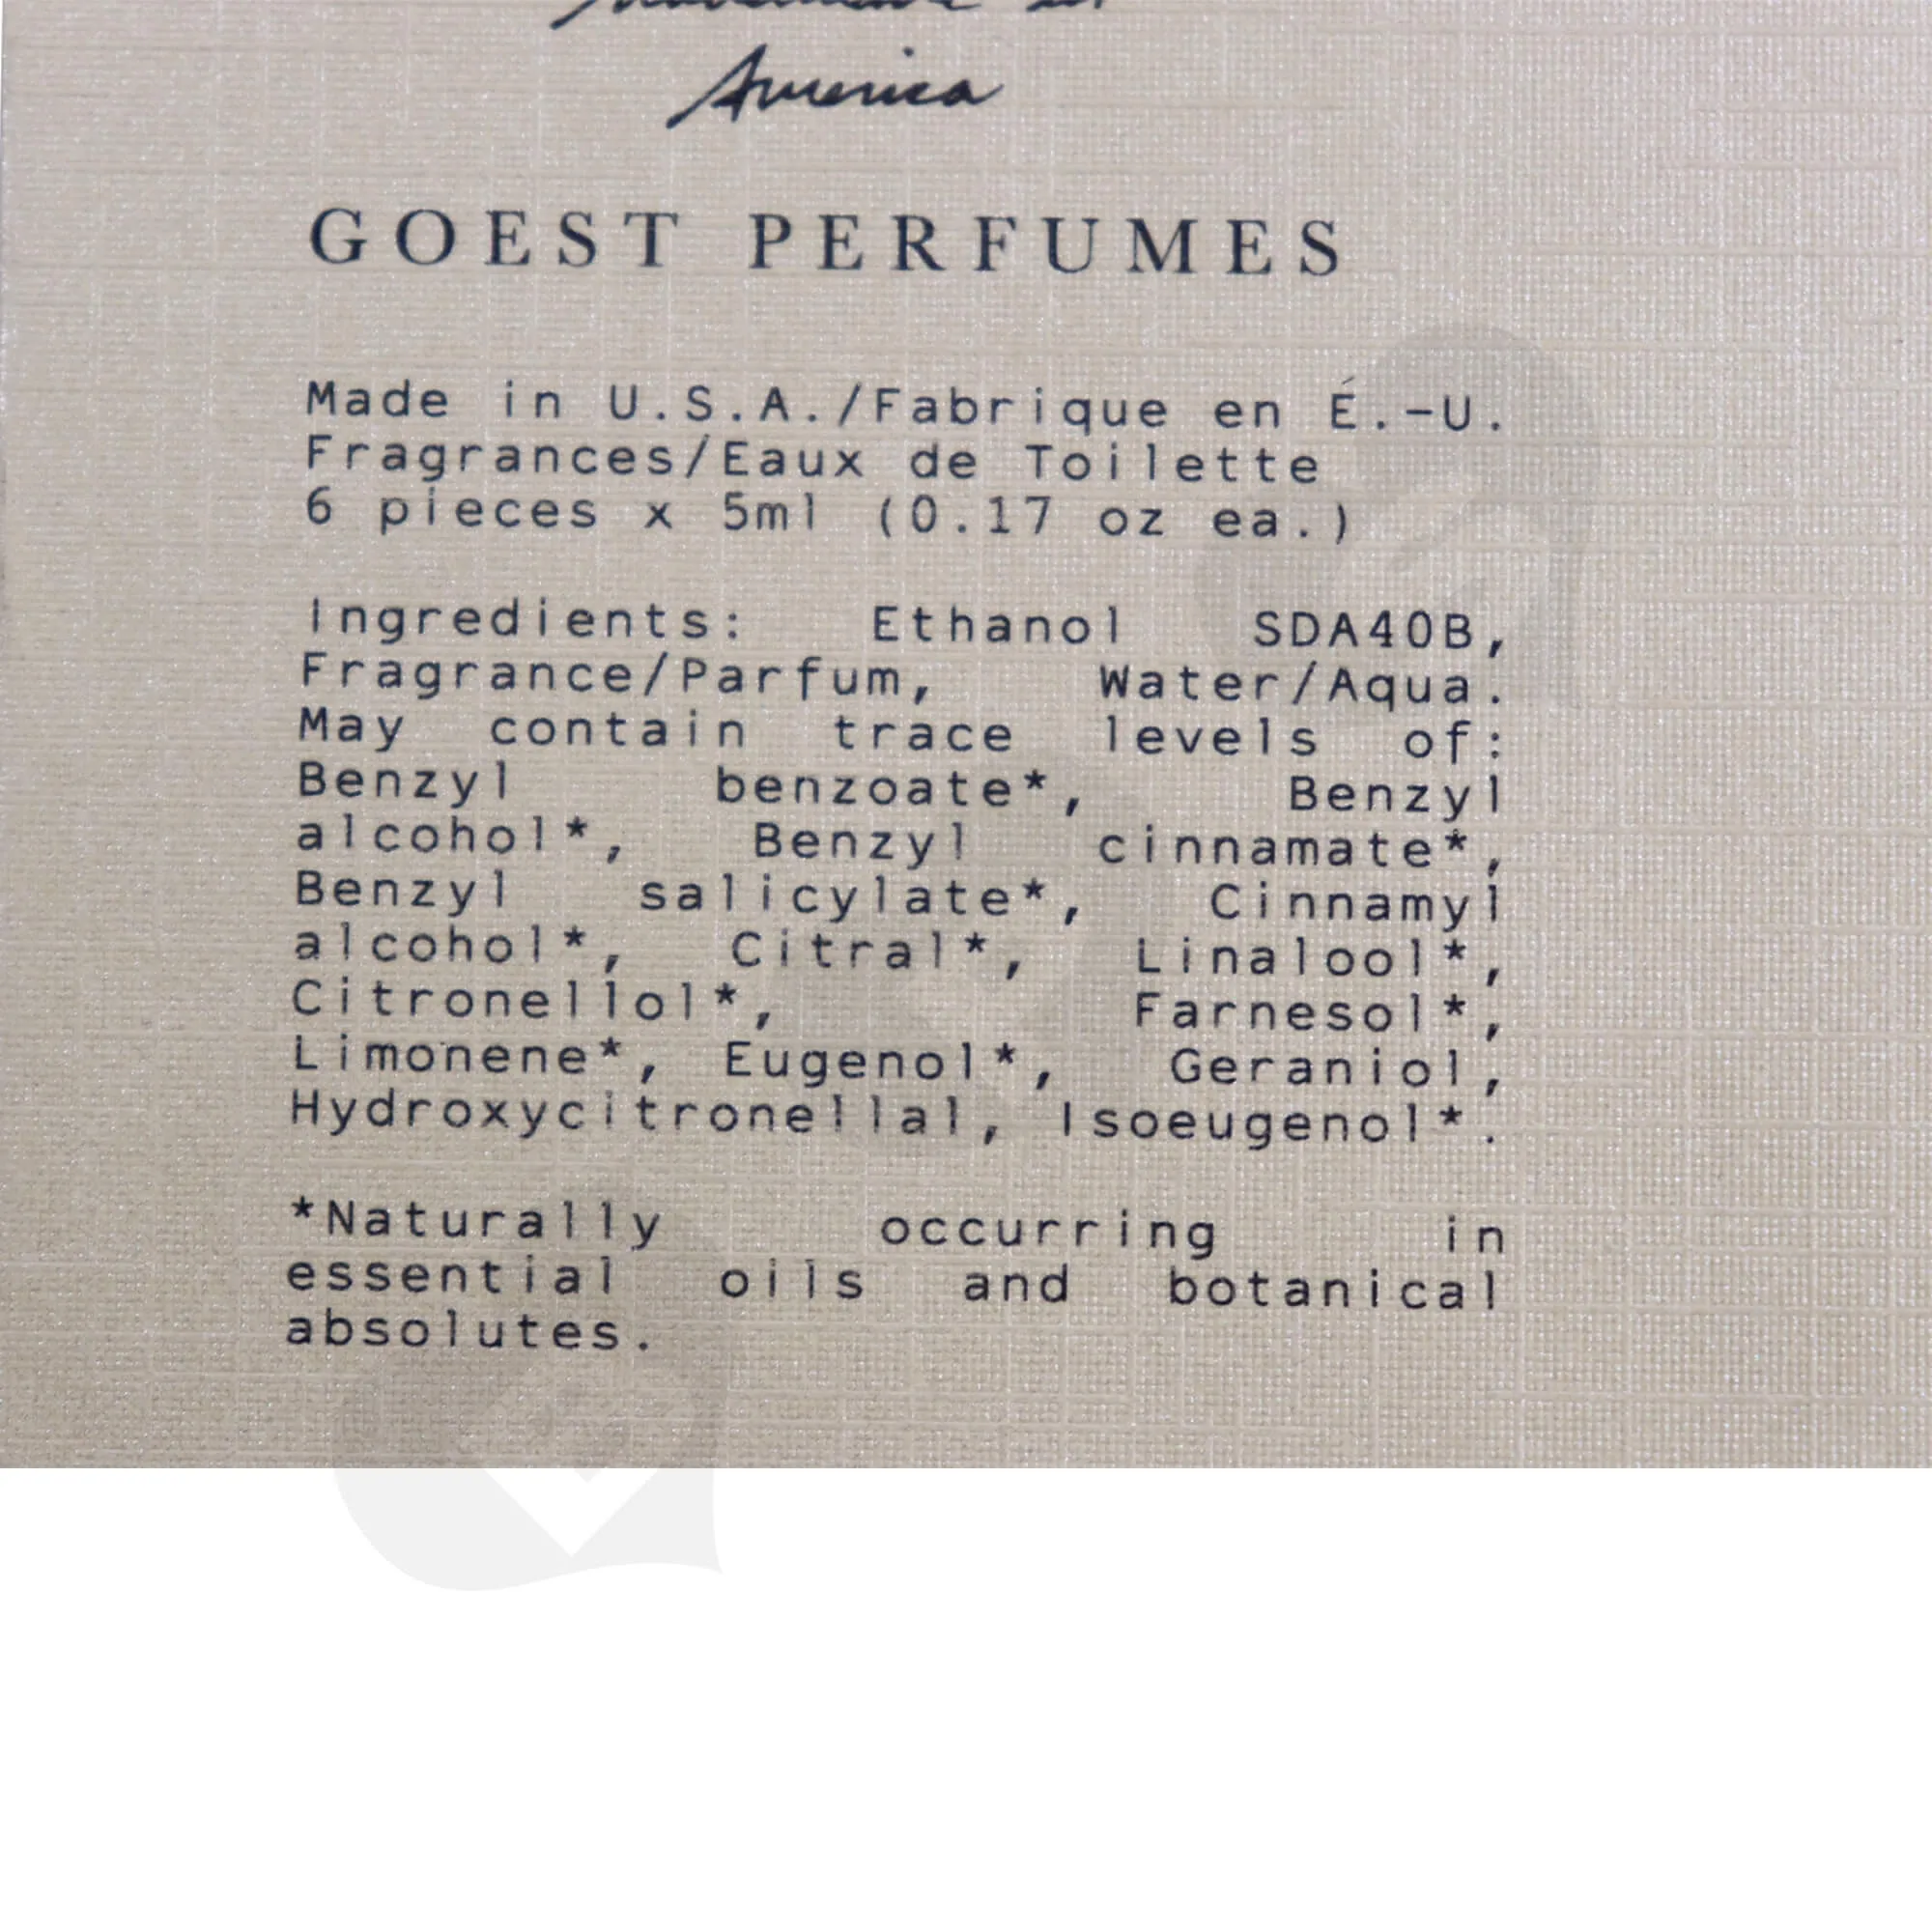 America
GOEST PERFUMES
Made in U.S.A./Fabrique en É.-U.
Fragrances/Eaux de Toilette
6 pieces x 5ml (0.17 oz ea.)
Ingredients: Ethanol SDA40B,
Fragrance/Parfum, Water/Aqua.
May contain trace levels of:
Benzyl benzoate*, Benzyl
alcohol*, Benzyl cinnamate*,
Benzyl salicylate*, Cinnamyl
alcohol*, Citral*, Linalool*,
Citronellol*, Farnesol*,
Limonene*, Eugenol*, Geraniol,
Hydroxycitronellal, Isoeugenol*.
*Naturally occurring in
essential oils and botanical
absolutes.